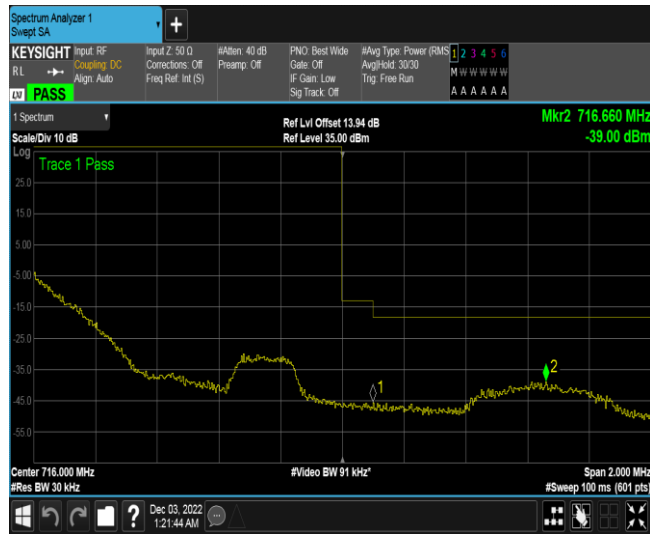 Spectrum Analyzer 1
Swept SA
+
KEYSIGHT
RL
LXI PASS
Input: RF
Coupling: DC
Align: Auto
Input Z: 50 Ω
Corrections: Off
Freq Ref: Int (S)
#Atten: 40 dB
Preamp: Off
PNO: Best Wide
Gate: Off
IF Gain: Low
Sig Track: Off
#Avg Type: Power (RMS
Avg|Hold: 30/30
Trig: Free Run
1 2 3 4 5 6
M W W W W W
A A A A A A
1 Spectrum
Scale/Div 10 dB
Ref Lvl Offset 13.94 dB
Ref Level 35.00 dBm
Mkr2 716.660 MHz
-39.00 dBm
Log
Trace 1 Pass
25.0
15.0
5.00
-5.00
-15.0
-25.0
-35.0
-45.0
-55.0
1
2
Center 716.000 MHz
#Res BW 30 kHz
#Video BW 91 kHz*
Span 2.000 MHz
#Sweep 100 ms (601 pts)
?
Dec 03, 2022
1:21:44 AM